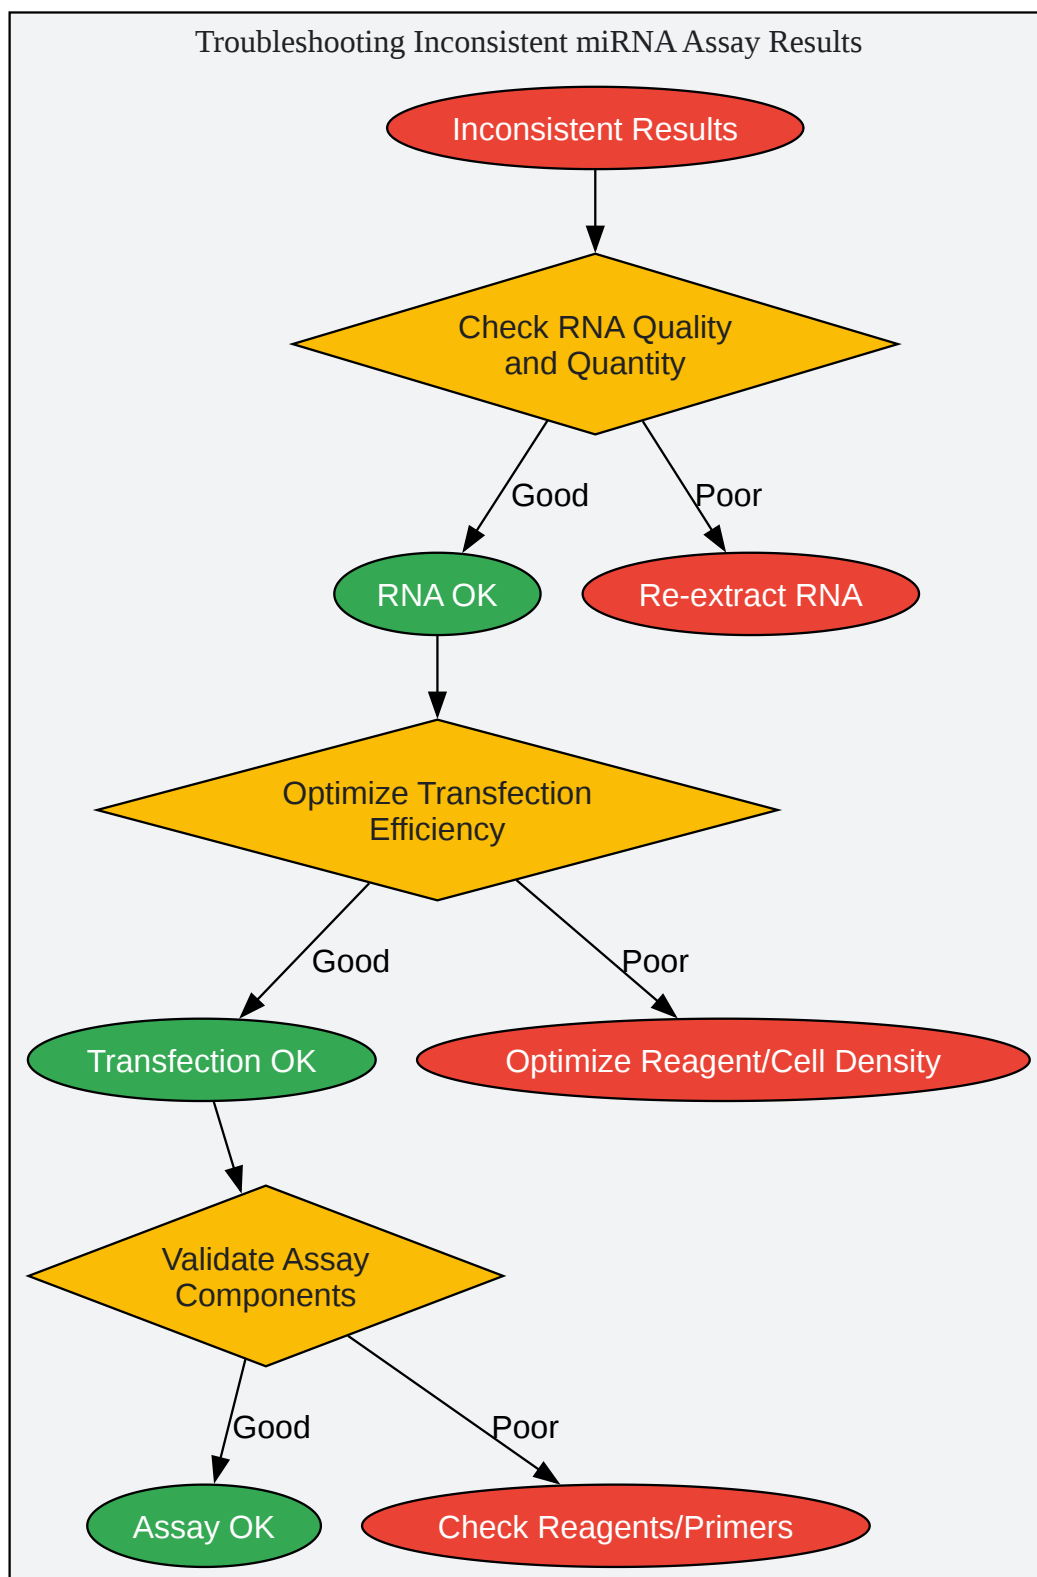 Troubleshooting Inconsistent miRNA Assay Results
Inconsistent Results
Check RNA Quality
and Quantity
Good
Poor
RNA OK
Re-extract RNA
Optimize Transfection
Efficiency
Good
Poor
Transfection OK
Optimize Reagent/Cell Density
Validate Assay
Components
Good
Poor
Assay OK
Check Reagents/Primers